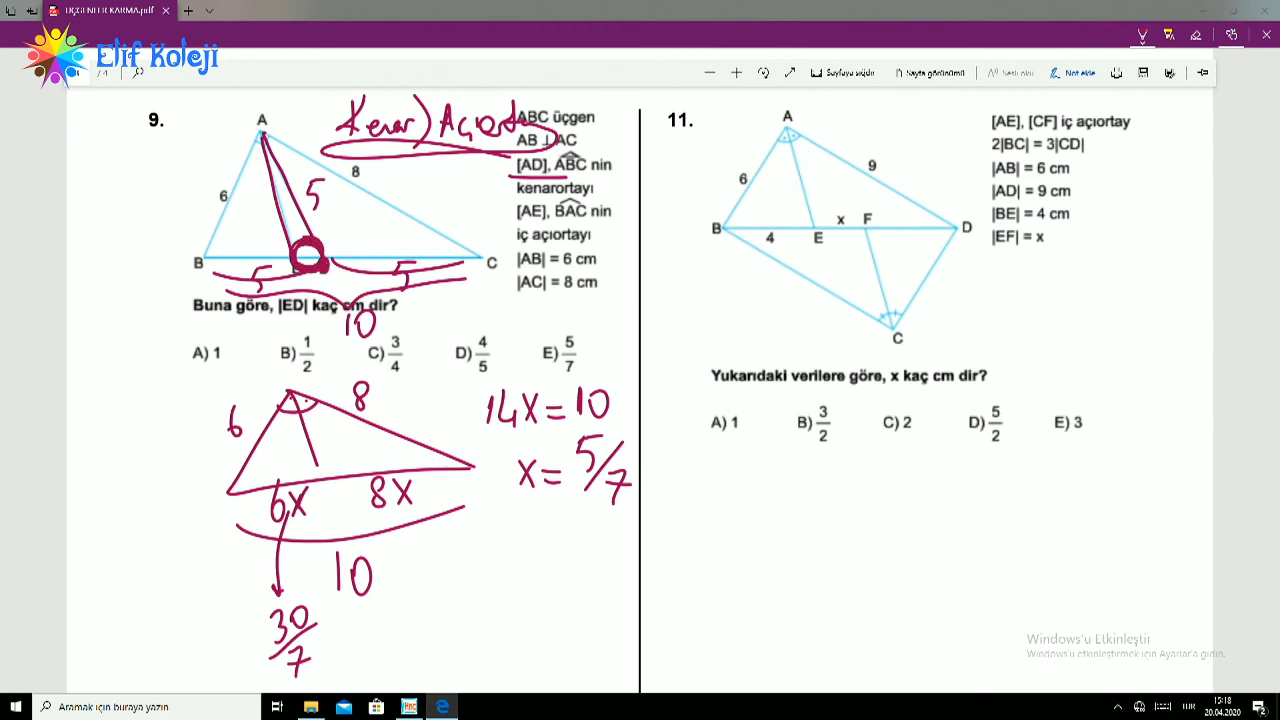 ÜÇGENLER KARMA.pdf
Elif Koleji
/ 4
Sayfaya sığdır
Sayfa görünümü
Sesli oku
Not ekle
9.
A
B
C
6
8
5
5
5
10
Kenar) Açıort
ABC üçgen
AB ⊥ AC
[AD], ABC nin
kenarortayı
[AE], BAC nin
iç açıortayı
|AB| = 6 cm
|AC| = 8 cm
Buna göre, |ED| kaç cm dir?
A) 1 B) 1/2 C) 3/4 D) 4/5 E) 5/7
6
8
6X
8X
10
30/7
14X = 10
x = 5/7
11.
A
6
9
B
4
E
x
F
D
C
[AE], [CF] iç açıortay
2|BC| = 3|CD|
|AB| = 6 cm
|AD| = 9 cm
|BE| = 4 cm
|EF| = x
Yukarıdaki verilere göre, x kaç cm dir?
A) 1 B) 3/2 C) 2 D) 5/2 E) 3
Windows'u Etkinleştir
Windows'u etkinleştirmek için Ayarlar'a gidin.
Aramak için buraya yazın
15:18
20.04.2020